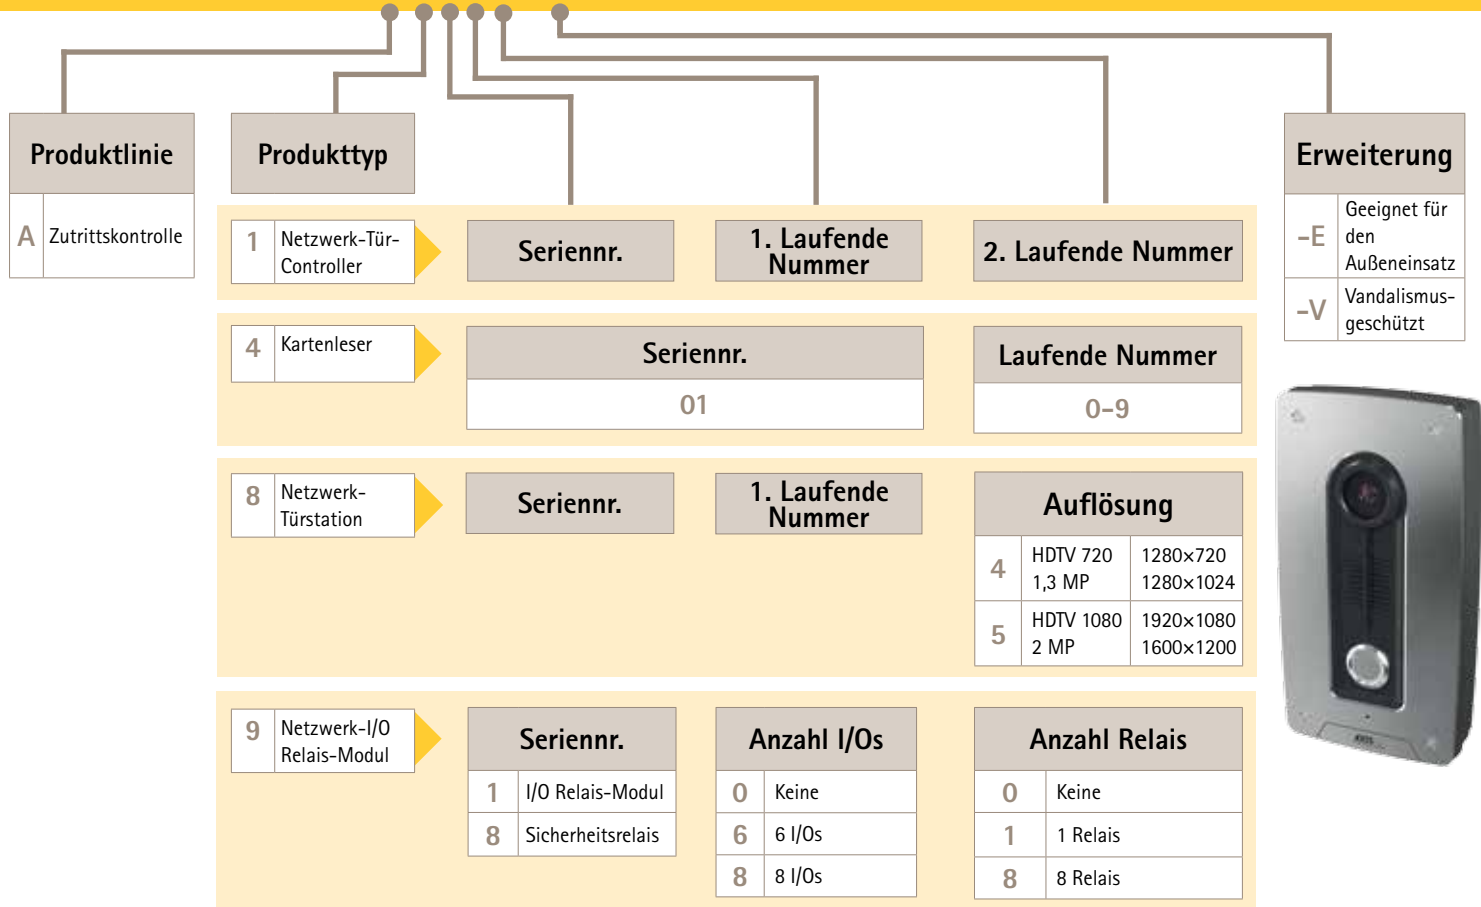 Produktlinie
A Zutrittskontrolle
Produkttyp
Erweiterung
-E Geeignet für
den
Außeneinsatz
-V Vandalismus-
geschützt
1 Netzwerk-Tür-
Controller
Seriennr.
1. Laufende
Nummer
2. Laufende Nummer
4 Kartenleser
Seriennr.
01
Laufende Nummer
0-9
8 Netzwerk-
Türstation
Seriennr.
1. Laufende
Nummer
Auflösung
4 HDTV 720 1280×720
1,3 MP 1280×1024
5 HDTV 1080 1920×1080
2 MP 1600×1200
9 Netzwerk-I/O
Relais-Modul
Seriennr.
1 I/O Relais-Modul
8 Sicherheitsrelais
Anzahl I/Os
0 Keine
6 6 I/Os
8 8 I/Os
Anzahl Relais
0 Keine
1 1 Relais
8 8 Relais
AXIS